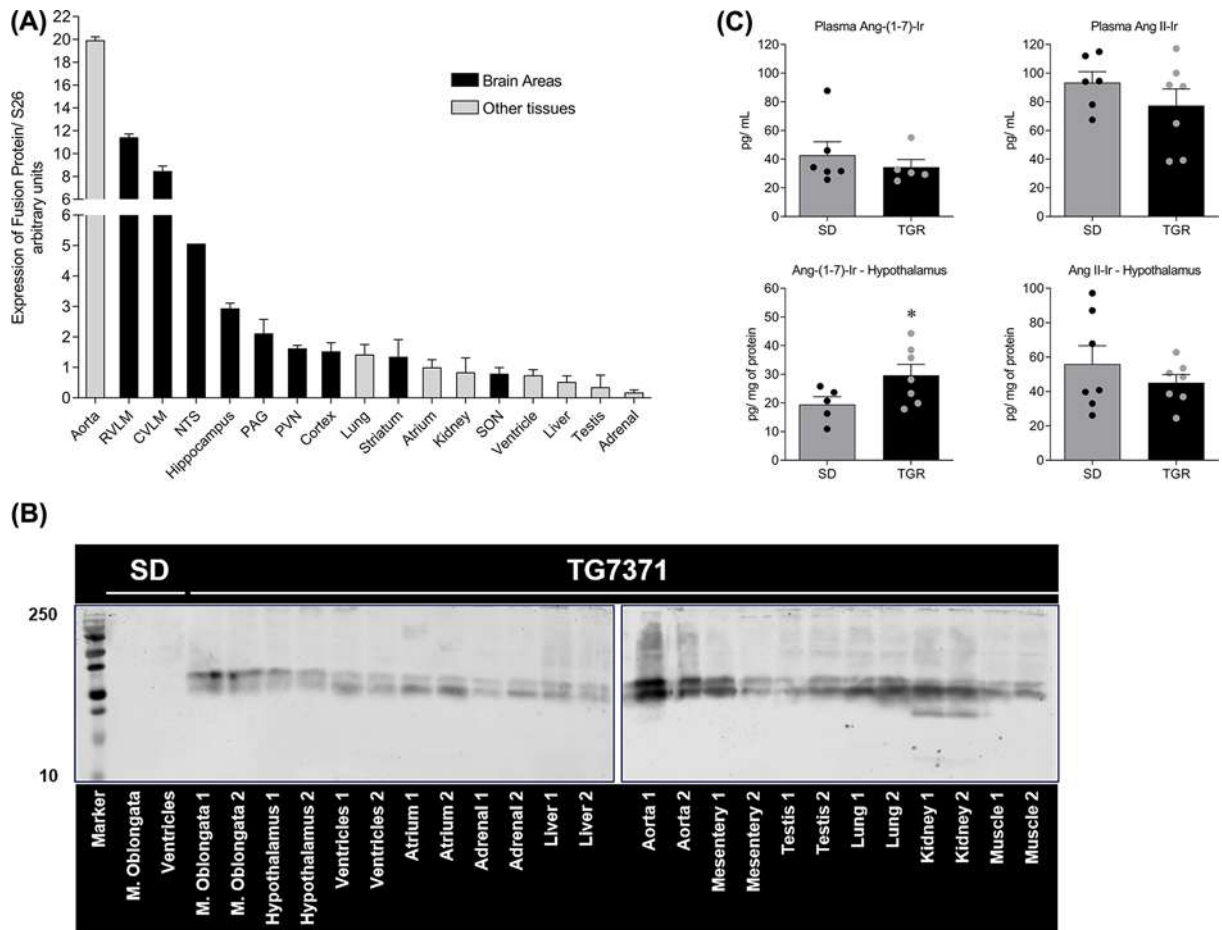 (A)
Expression of Fusion Protein/ S26
arbitrary units
22
20
18
16
14
12
10
8
6
6
5
4
3
2
1
0
Brain Areas
Other tissues
Aorta
RVLM
CVLM
NTS
Hippocampus
PAG
PVN
Cortex
Lung
Striatum
Atrium
Kidney
SON
Ventricle
Liver
Testis
Adrenal
(C)
Plasma Ang-(1-7)-Ir
pg/ mL
120
100
80
60
40
20
0
SD TGR
Plasma Ang II-Ir
pg/ mL
120
100
80
60
40
20
0
SD TGR
Ang-(1-7)-Ir - Hypothalamus
pg/ mg of protein
60
50
40
30
20
10
0
*
SD TGR
Ang II-Ir - Hypothalamus
pg/ mg of protein
100
80
60
40
20
0
SD TGR
(B)
SD TG7371
250
10
Marker
M. Oblongata
Ventricles
M. Oblongata 1
M. Oblongata 2
Hypothalamus 1
Hypothalamus 2
Ventricles 1
Ventricles 2
Atrium 1
Atrium 2
Adrenal 1
Adrenal 2
Liver 1
Liver 2
Aorta 1
Aorta 2
Mesentery 1
Mesentery 2
Testis 1
Testis 2
Lung 1
Lung 2
Kidney 1
Kidney 2
Muscle 1
Muscle 2